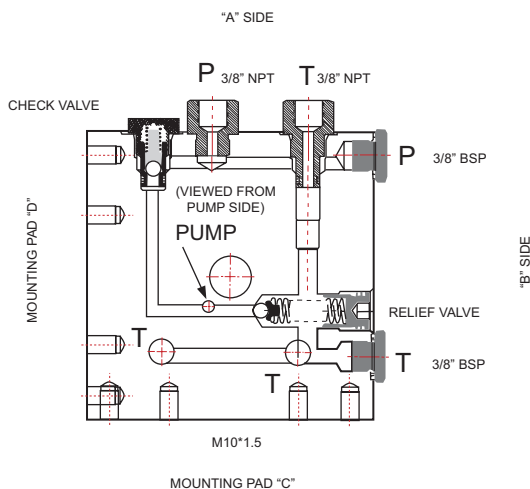 “A” SIDE
P 3/8” NPT
T 3/8” NPT
CHECK VALVE
P 3/8” BSP
(VIEWED FROM
PUMP SIDE)
PUMP
MOUNTING PAD “D”
“B” SIDE
RELIEF VALVE
T
T
T 3/8” BSP
M10*1.5
MOUNTING PAD “C”